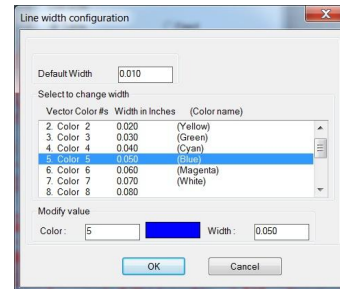 Line width configuration
Default Width 0.010
Select to change width
Vector Color #s Width in Inches (Color name)
2. Color 2 0.020 (Yellow)
3. Color 3 0.030 (Green)
4. Color 4 0.040 (Cyan)
5. Color 5 0.050 (Blue)
6. Color 6 0.060 (Magenta)
7. Color 7 0.070 (White)
8. Color 8 0.080
Modify value
Color : 5 Width : 0.050
OK Cancel